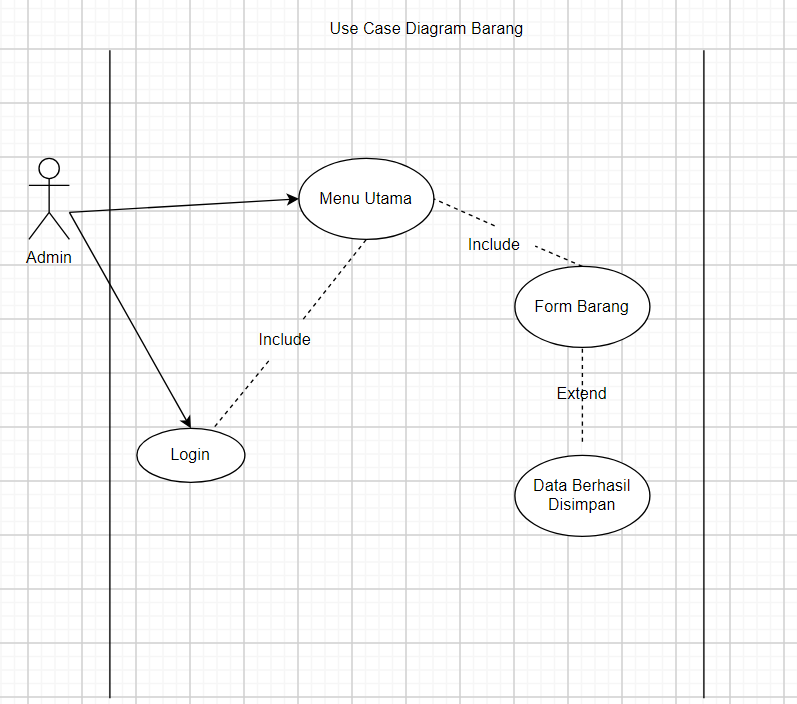 Use Case Diagram Barang
Menu Utama
Include
Admin
Form Barang
Include
Extend
Login
Data Berhasil
Disimpan